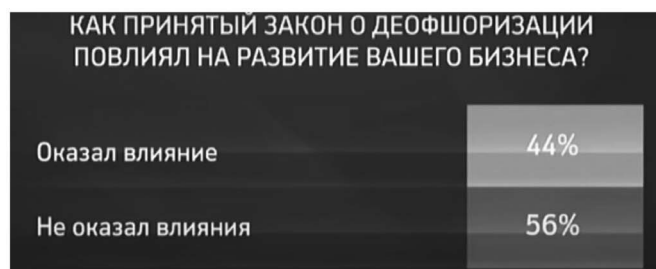 КАК ПРИНЯТЫЙ ЗАКОН О ДЕОФШОРИЗАЦИИ
ПОВЛИЯЛ НА РАЗВИТИЕ ВАШЕГО БИЗНЕСА?
Оказал влияние 44%
Не оказал влияния 56%